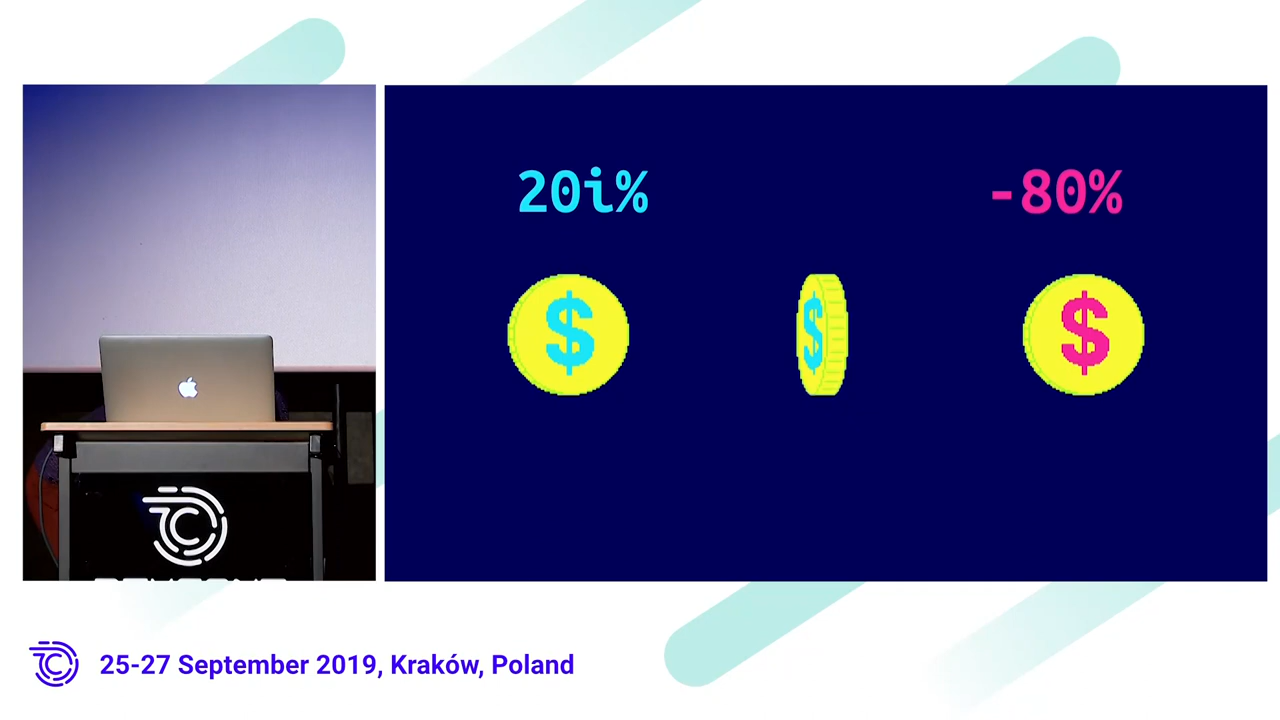 20i%
-80%
$
$
$
25-27 September 2019, Kraków, Poland